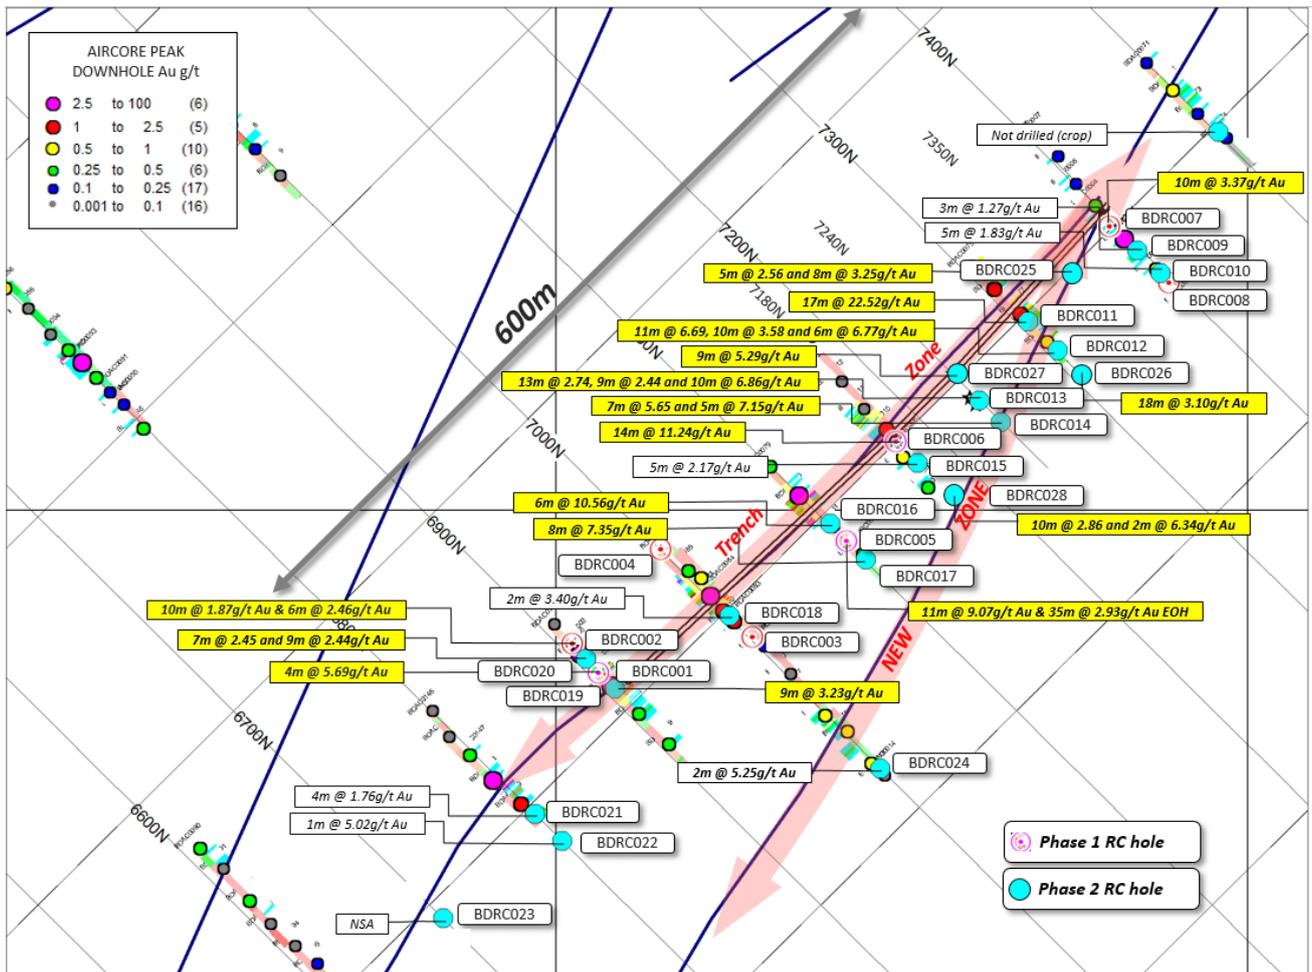 AIRCORE PEAK
DOWNHOLE Au g/t
2.5 to 100 (6)
1 to 2.5 (5)
0.5 to 1 (10)
0.25 to 0.5 (6)
0.1 to 0.25 (17)
0.001 to 0.1 (16)
7400N
7300N
7350N
7200N
7240N
7180N
7000N
6900N
6700N
6600N
600m
Not drilled (crop)
10m @ 3.37g/t Au
3m @ 1.27g/t Au
BDRC007
5m @ 1.83g/t Au
BDRC009
5m @ 2.56 and 8m @ 3.25g/t Au
BDRC025
BDRC010
BDRC008
17m @ 22.52g/t Au
BDRC011
11m @ 6.69, 10m @ 3.58 and 6m @ 6.77g/t Au
BDRC012
9m @ 5.29g/t Au
Zone
BDRC027
BDRC026
13m @ 2.74, 9m @ 2.44 and 10m @ 6.86g/t Au
BDRC013
18m @ 3.10g/t Au
7m @ 5.65 and 5m @ 7.15g/t Au
BDRC014
14m @ 11.24g/t Au
BDRC006
5m @ 2.17g/t Au
BDRC015
BDRC028
6m @ 10.56g/t Au
BDRC016
ZONE
10m @ 2.86 and 2m @ 6.34g/t Au
8m @ 7.35g/t Au
Trench
BDRC005
BDRC004
BDRC017
2m @ 3.40g/t Au
10m @ 1.87g/t Au & 6m @ 2.46g/t Au
BDRC018
11m @ 9.07g/t Au & 35m @ 2.93g/t Au EOH
7m @ 2.45 and 9m @ 2.44g/t Au
BDRC002
BDRC003
NEW
4m @ 5.69g/t Au
BDRC020
BDRC001
BDRC019
9m @ 3.23g/t Au
2m @ 5.25g/t Au
BDRC024
4m @ 1.76g/t Au
BDRC021
1m @ 5.02g/t Au
BDRC022
Phase 1 RC hole
Phase 2 RC hole
NSA
BDRC023